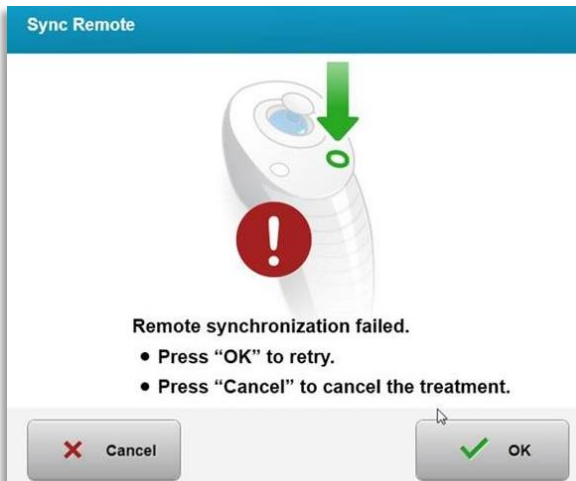 Sync Remote
Remote synchronization failed.
• Press “OK” to retry.
• Press “Cancel” to cancel the treatment.
Cancel
OK